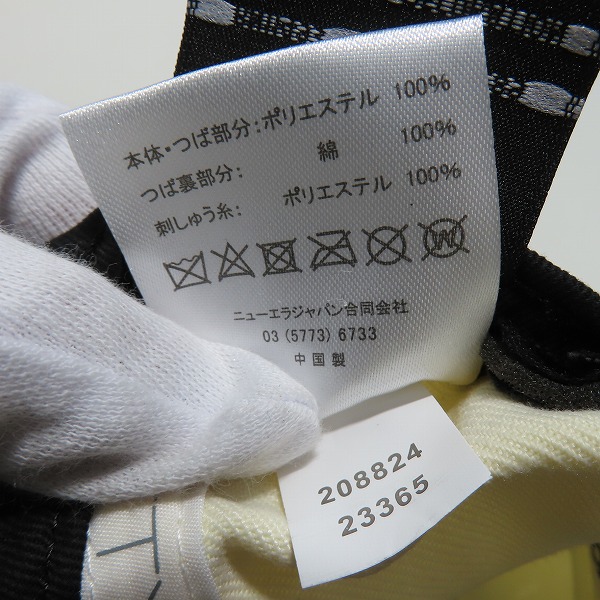 本体・つば部分:ポリエステル 100%
つば裏部分: 綿 100%
刺しゅう糸: ポリエステル 100%
ニューエラジャパン合同会社
03 (5773) 6733
中国製
208824
23365